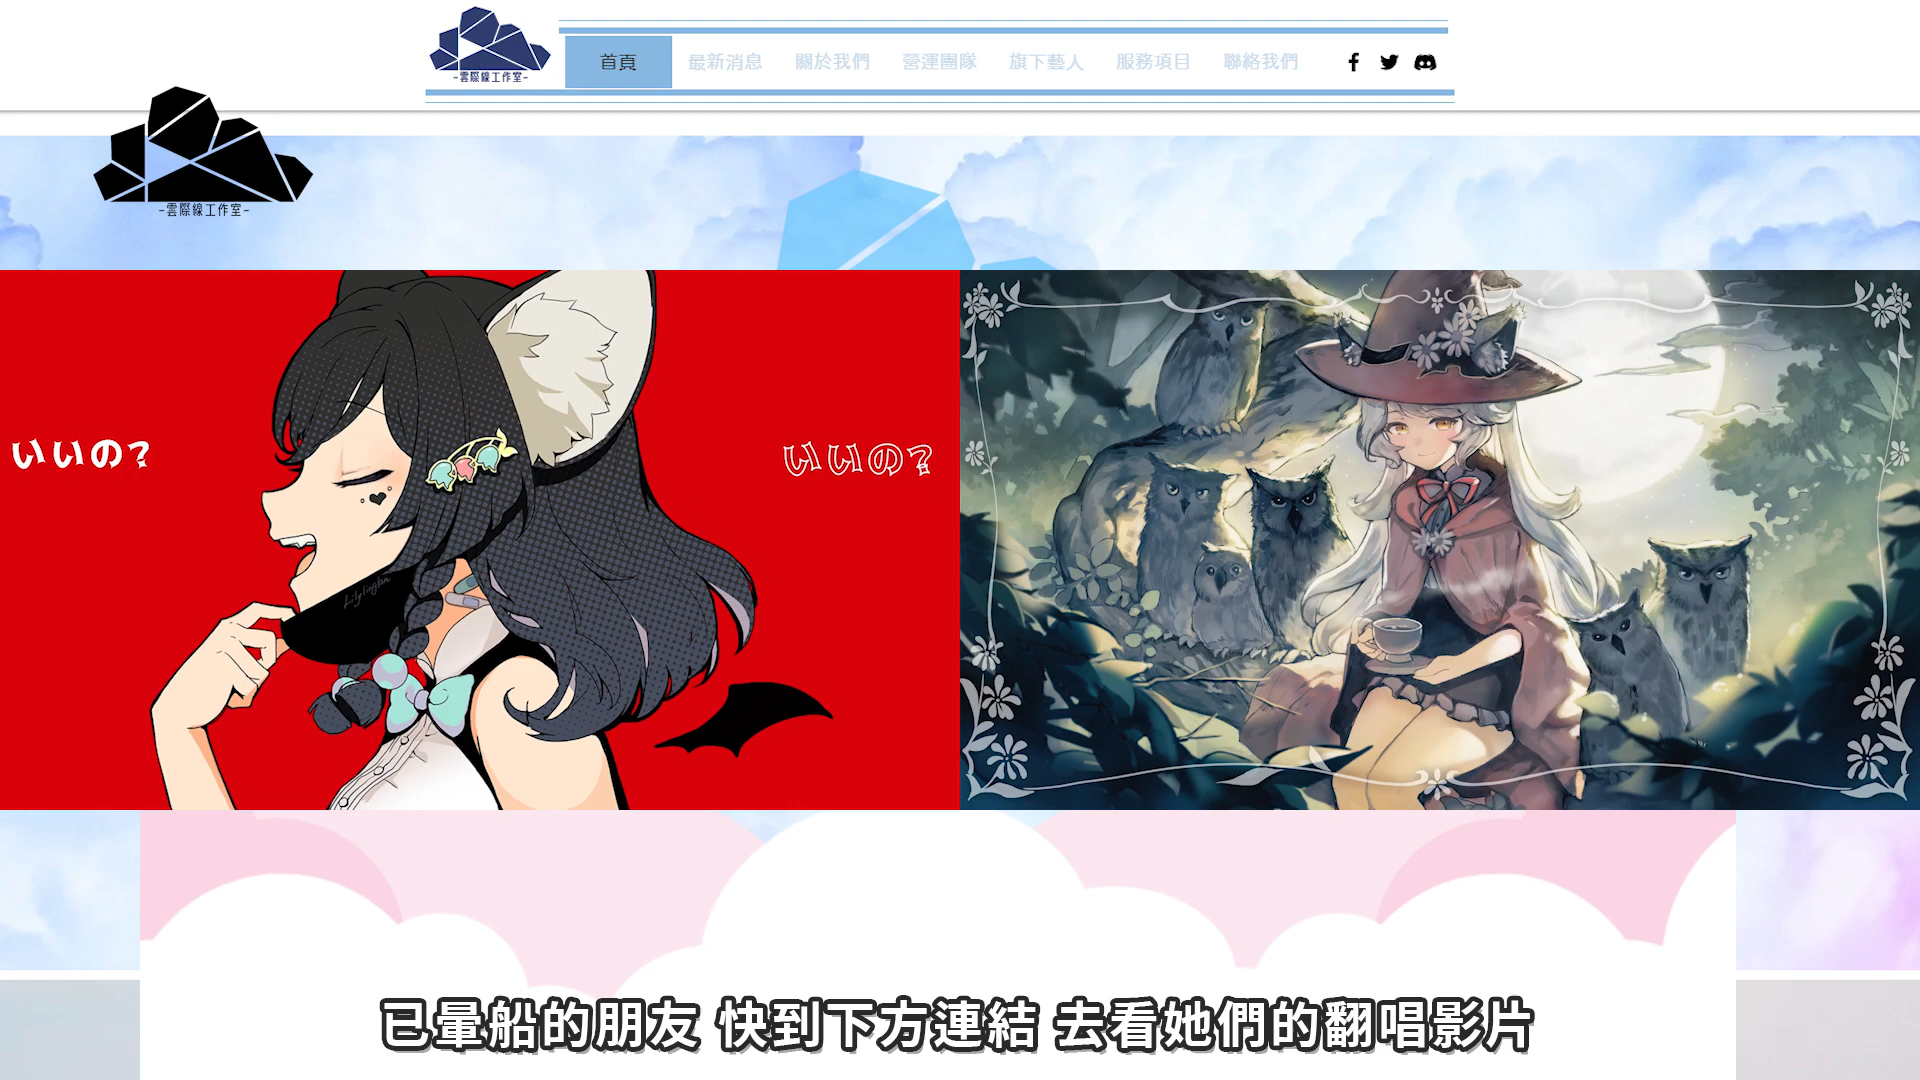 -雲際線工作室-
首頁 最新消息 關於我們 營運團隊 旗下藝人 服務項目 聯絡我們
-雲際線工作室-
いいの?
いいの?
Lilylinglan
已暈船的朋友 快到下方連結 去看她們的翻唱影片